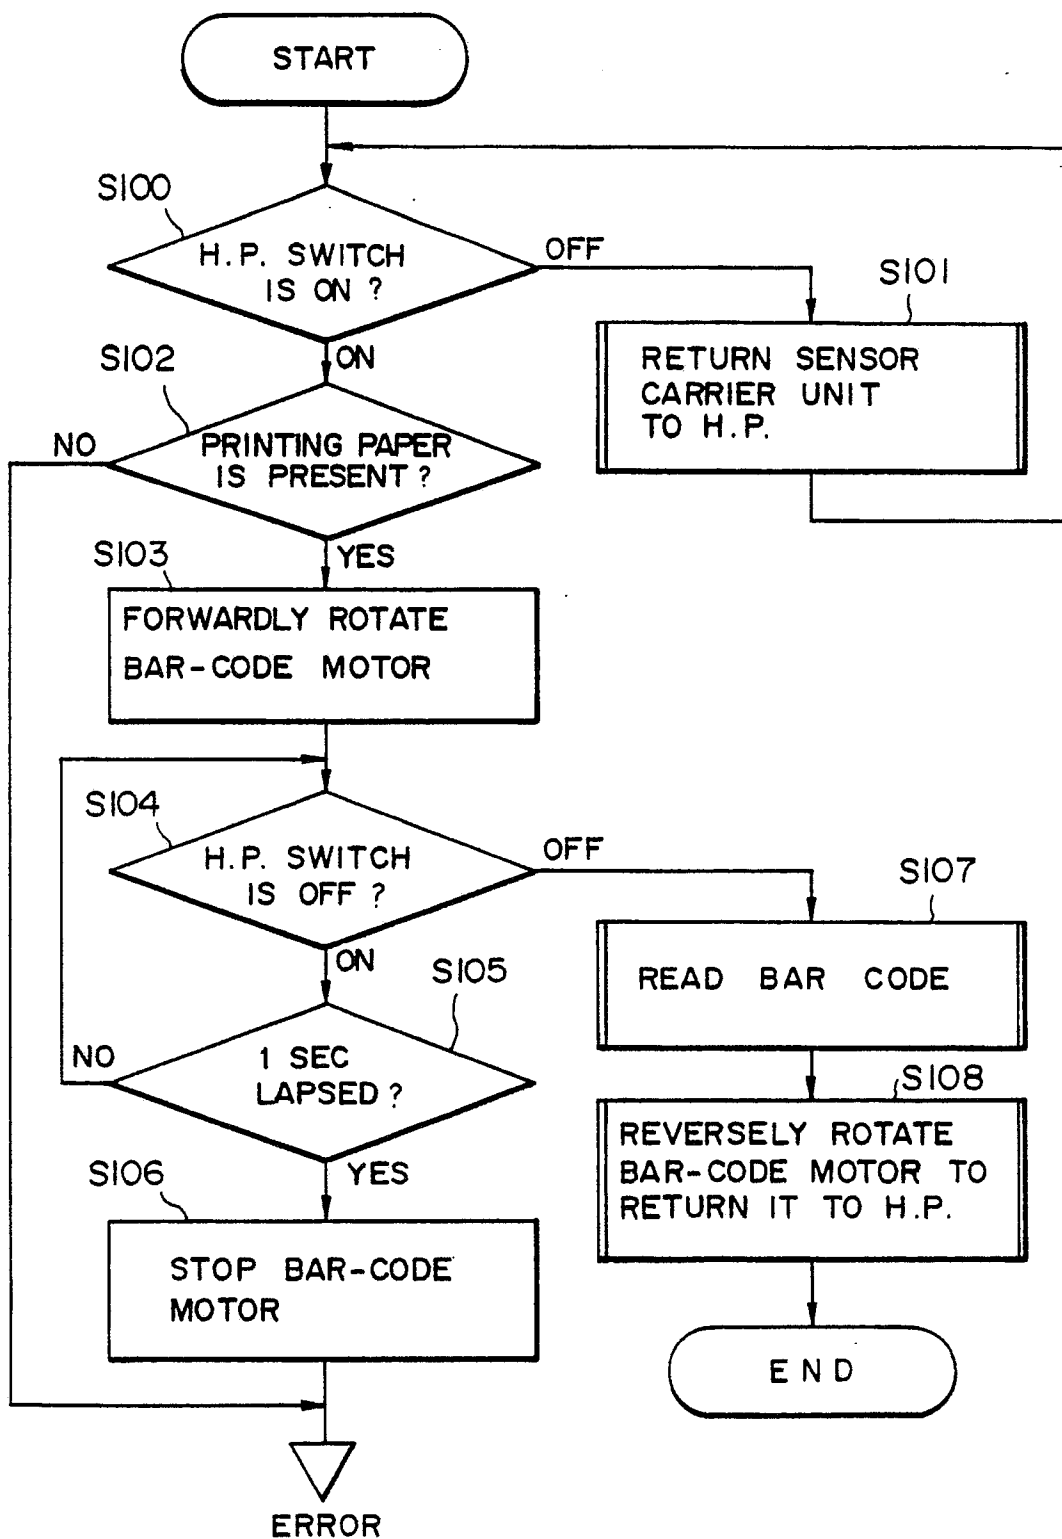 START
S100
H.P. SWITCH
IS ON ?
OFF
ON
S101
RETURN SENSOR
CARRIER UNIT
TO H.P.
S102
PRINTING PAPER
IS PRESENT ?
NO
YES
S103
FORWARDLY ROTATE
BAR-CODE MOTOR
S104
H.P. SWITCH
IS OFF ?
OFF
ON
S105
1 SEC
LAPSED ?
NO
YES
S106
STOP BAR-CODE
MOTOR
ERROR
S107
READ BAR CODE
S108
REVERSELY ROTATE
BAR-CODE MOTOR TO
RETURN IT TO H.P.
END